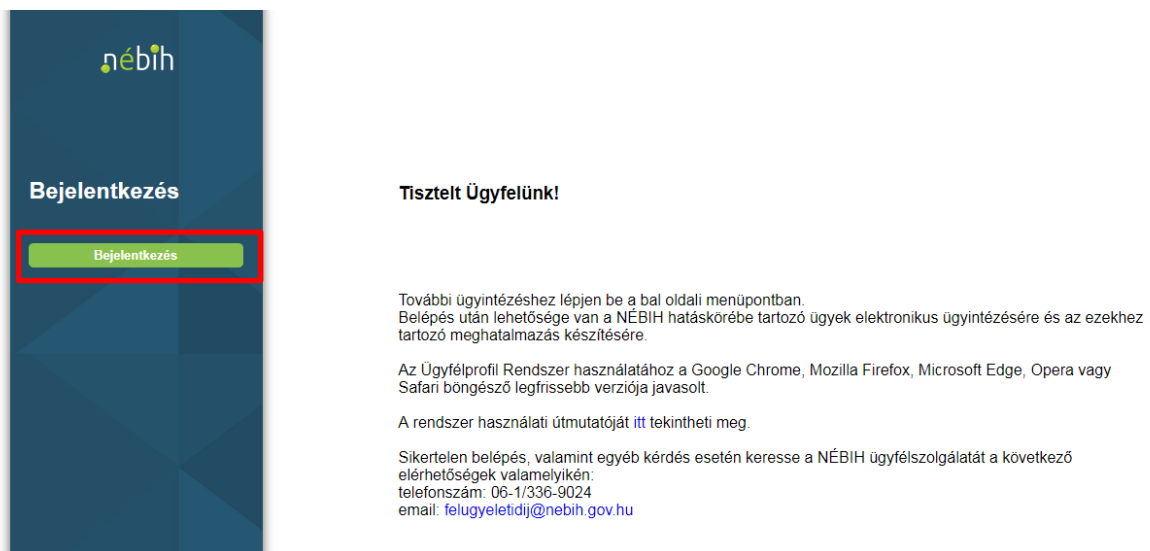 nébih
Bejelentkezés
Bejelentkezés
Tisztelt Ügyfelünk!
További ügyintézéshez lépjen be a bal oldali menüpontban.
Belépés után lehetősége van a NÉBIH hatáskörébe tartozó ügyek elektronikus ügyintézésére és az ezekhez
tartozó meghatalmazás készítésére.
Az Ügyfélprofil Rendszer használatához a Google Chrome, Mozilla Firefox, Microsoft Edge, Opera vagy
Safari böngésző legfrissebb verziója javasolt.
A rendszer használati útmutatóját itt tekintheti meg.
Sikertelen belépés, valamint egyéb kérdés esetén keresse a NÉBIH ügyfélszolgálatát a következő
elérhetőségek valamelyikén:
telefonszám: 06-1/336-9024
email: felugyeletidij@nebih.gov.hu